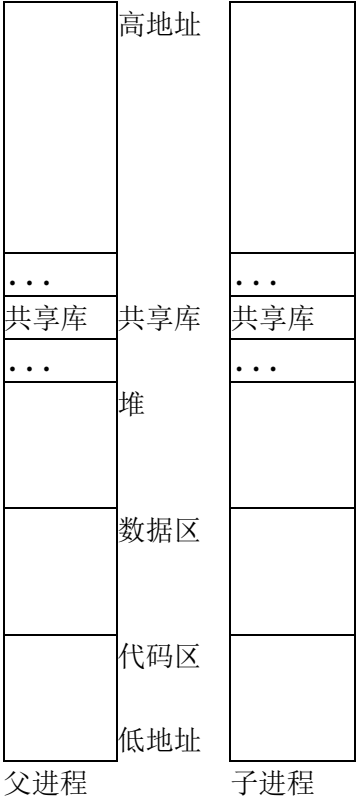 高地址
... ...
共享库 共享库 共享库
... ...
堆
数据区
代码区
低地址
父进程 子进程